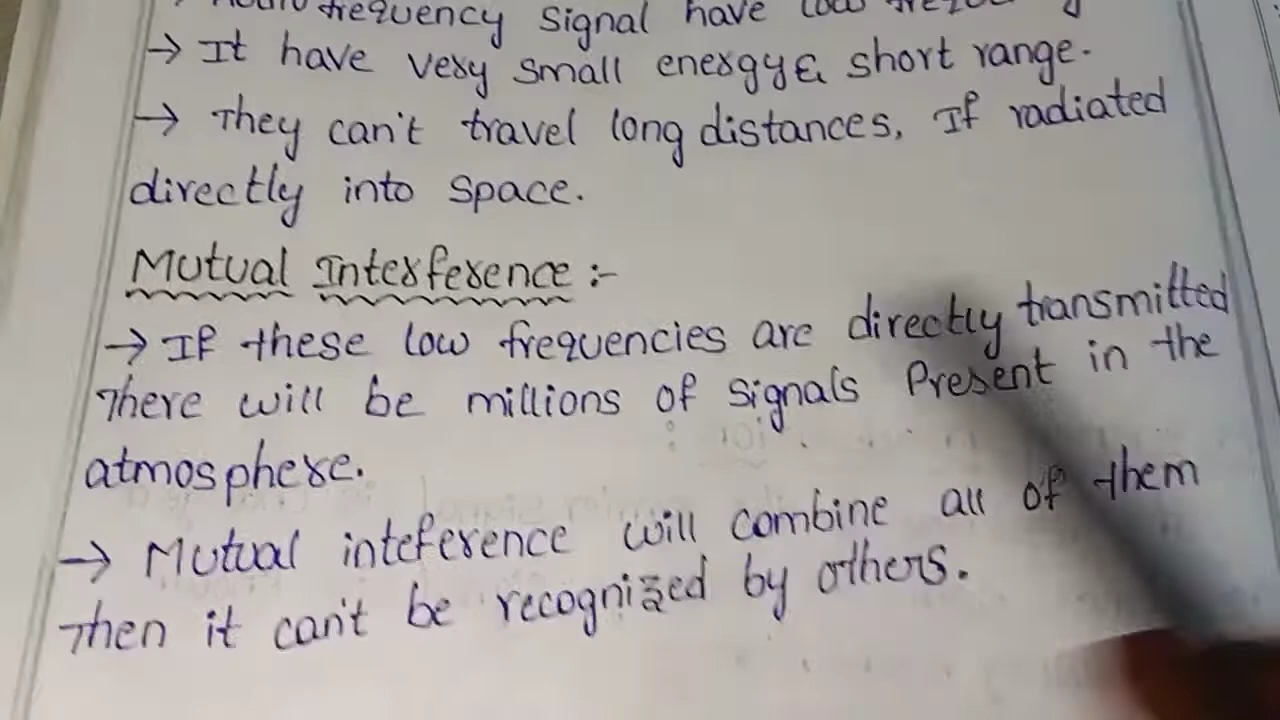 frequency signal have low
→ It have very small energy & short range.
→ They can't travel long distances, If radiated
directly into space.
Mutual Interference :-
→ If these low frequencies are directly transmitted
There will be millions of signals Present in the
atmosphere.
→ Mutual inteference will combine all of them
Then it can't be recognized by others.